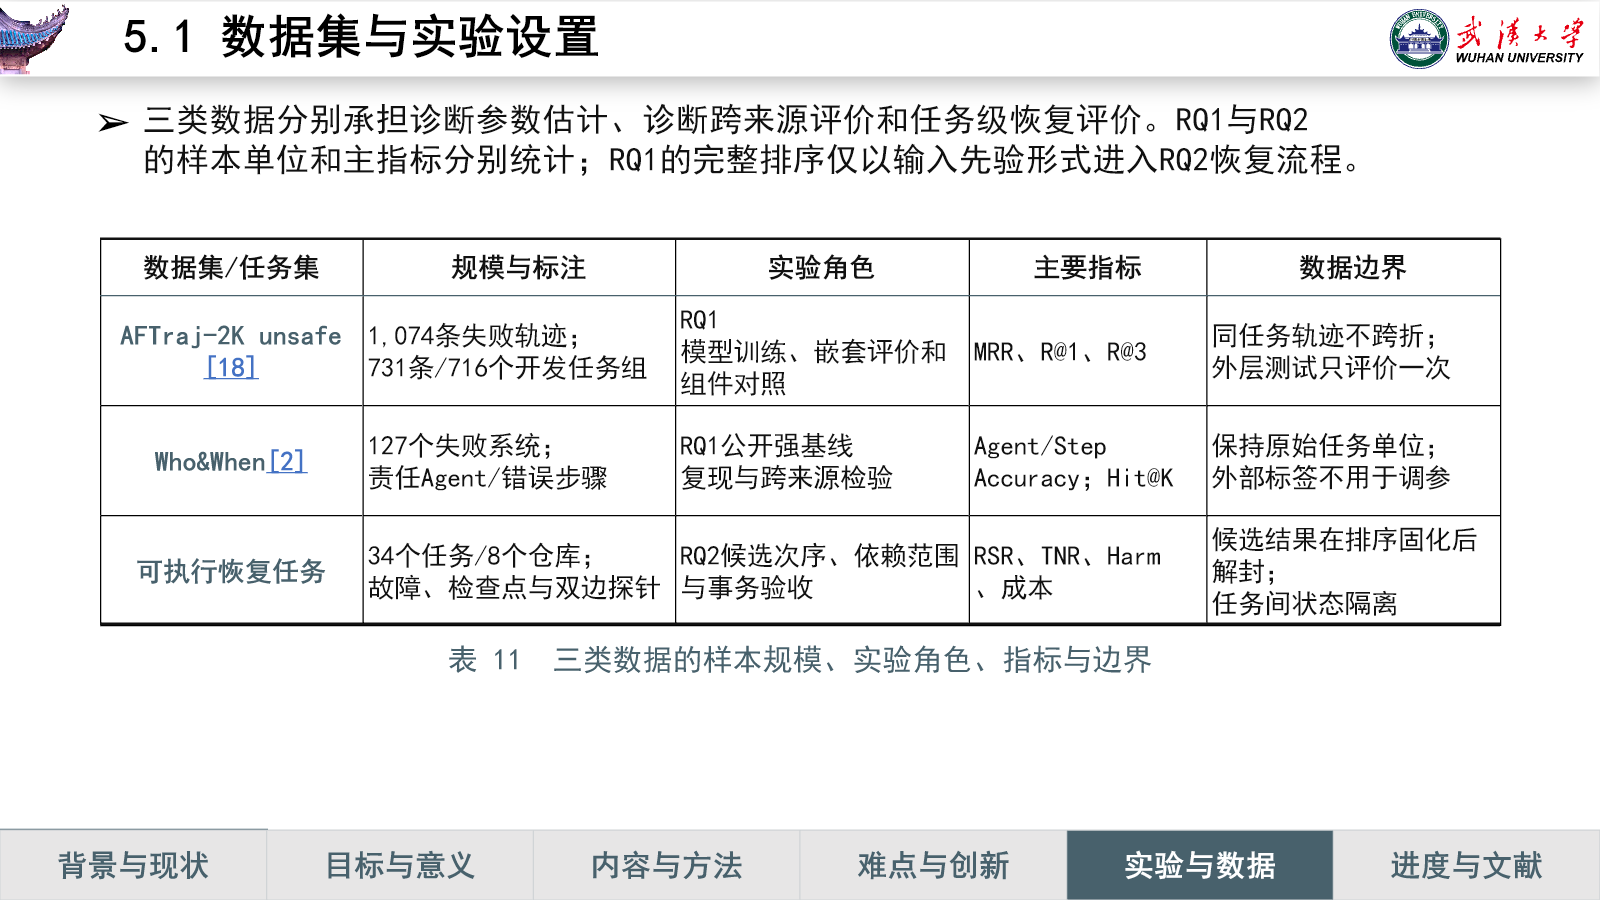 5.1 数据集与实验设置
武汉大学
WUHAN UNIVERSITY
➢ 三类数据分别承担诊断参数估计、诊断跨来源评价和任务级恢复评价。RQ1与RQ2
的样本单位和主指标分别统计；RQ1的完整排序仅以输入先验形式进入RQ2恢复流程。
数据集/任务集
规模与标注
实验角色
主要指标
数据边界
AFTraj-2K unsafe
[18]
1,074条失败轨迹；
731条/716个开发任务组
RQ1
模型训练、嵌套评价和
组件对照
MRR、R@1、R@3
同任务轨迹不跨折；
外层测试只评价一次
Who&When[2]
127个失败系统；
责任Agent/错误步骤
RQ1公开强基线
复现与跨来源检验
Agent/Step
Accuracy；Hit@K
保持原始任务单位；
外部标签不用于调参
可执行恢复任务
34个任务/8个仓库；
故障、检查点与双边探针
RQ2候选次序、依赖范围
与事务验收
RSR、TNR、Harm
、成本
候选结果在排序固化后
解封；
任务间状态隔离
表 11 三类数据的样本规模、实验角色、指标与边界
背景与现状
目标与意义
内容与方法
难点与创新
实验与数据
进度与文献